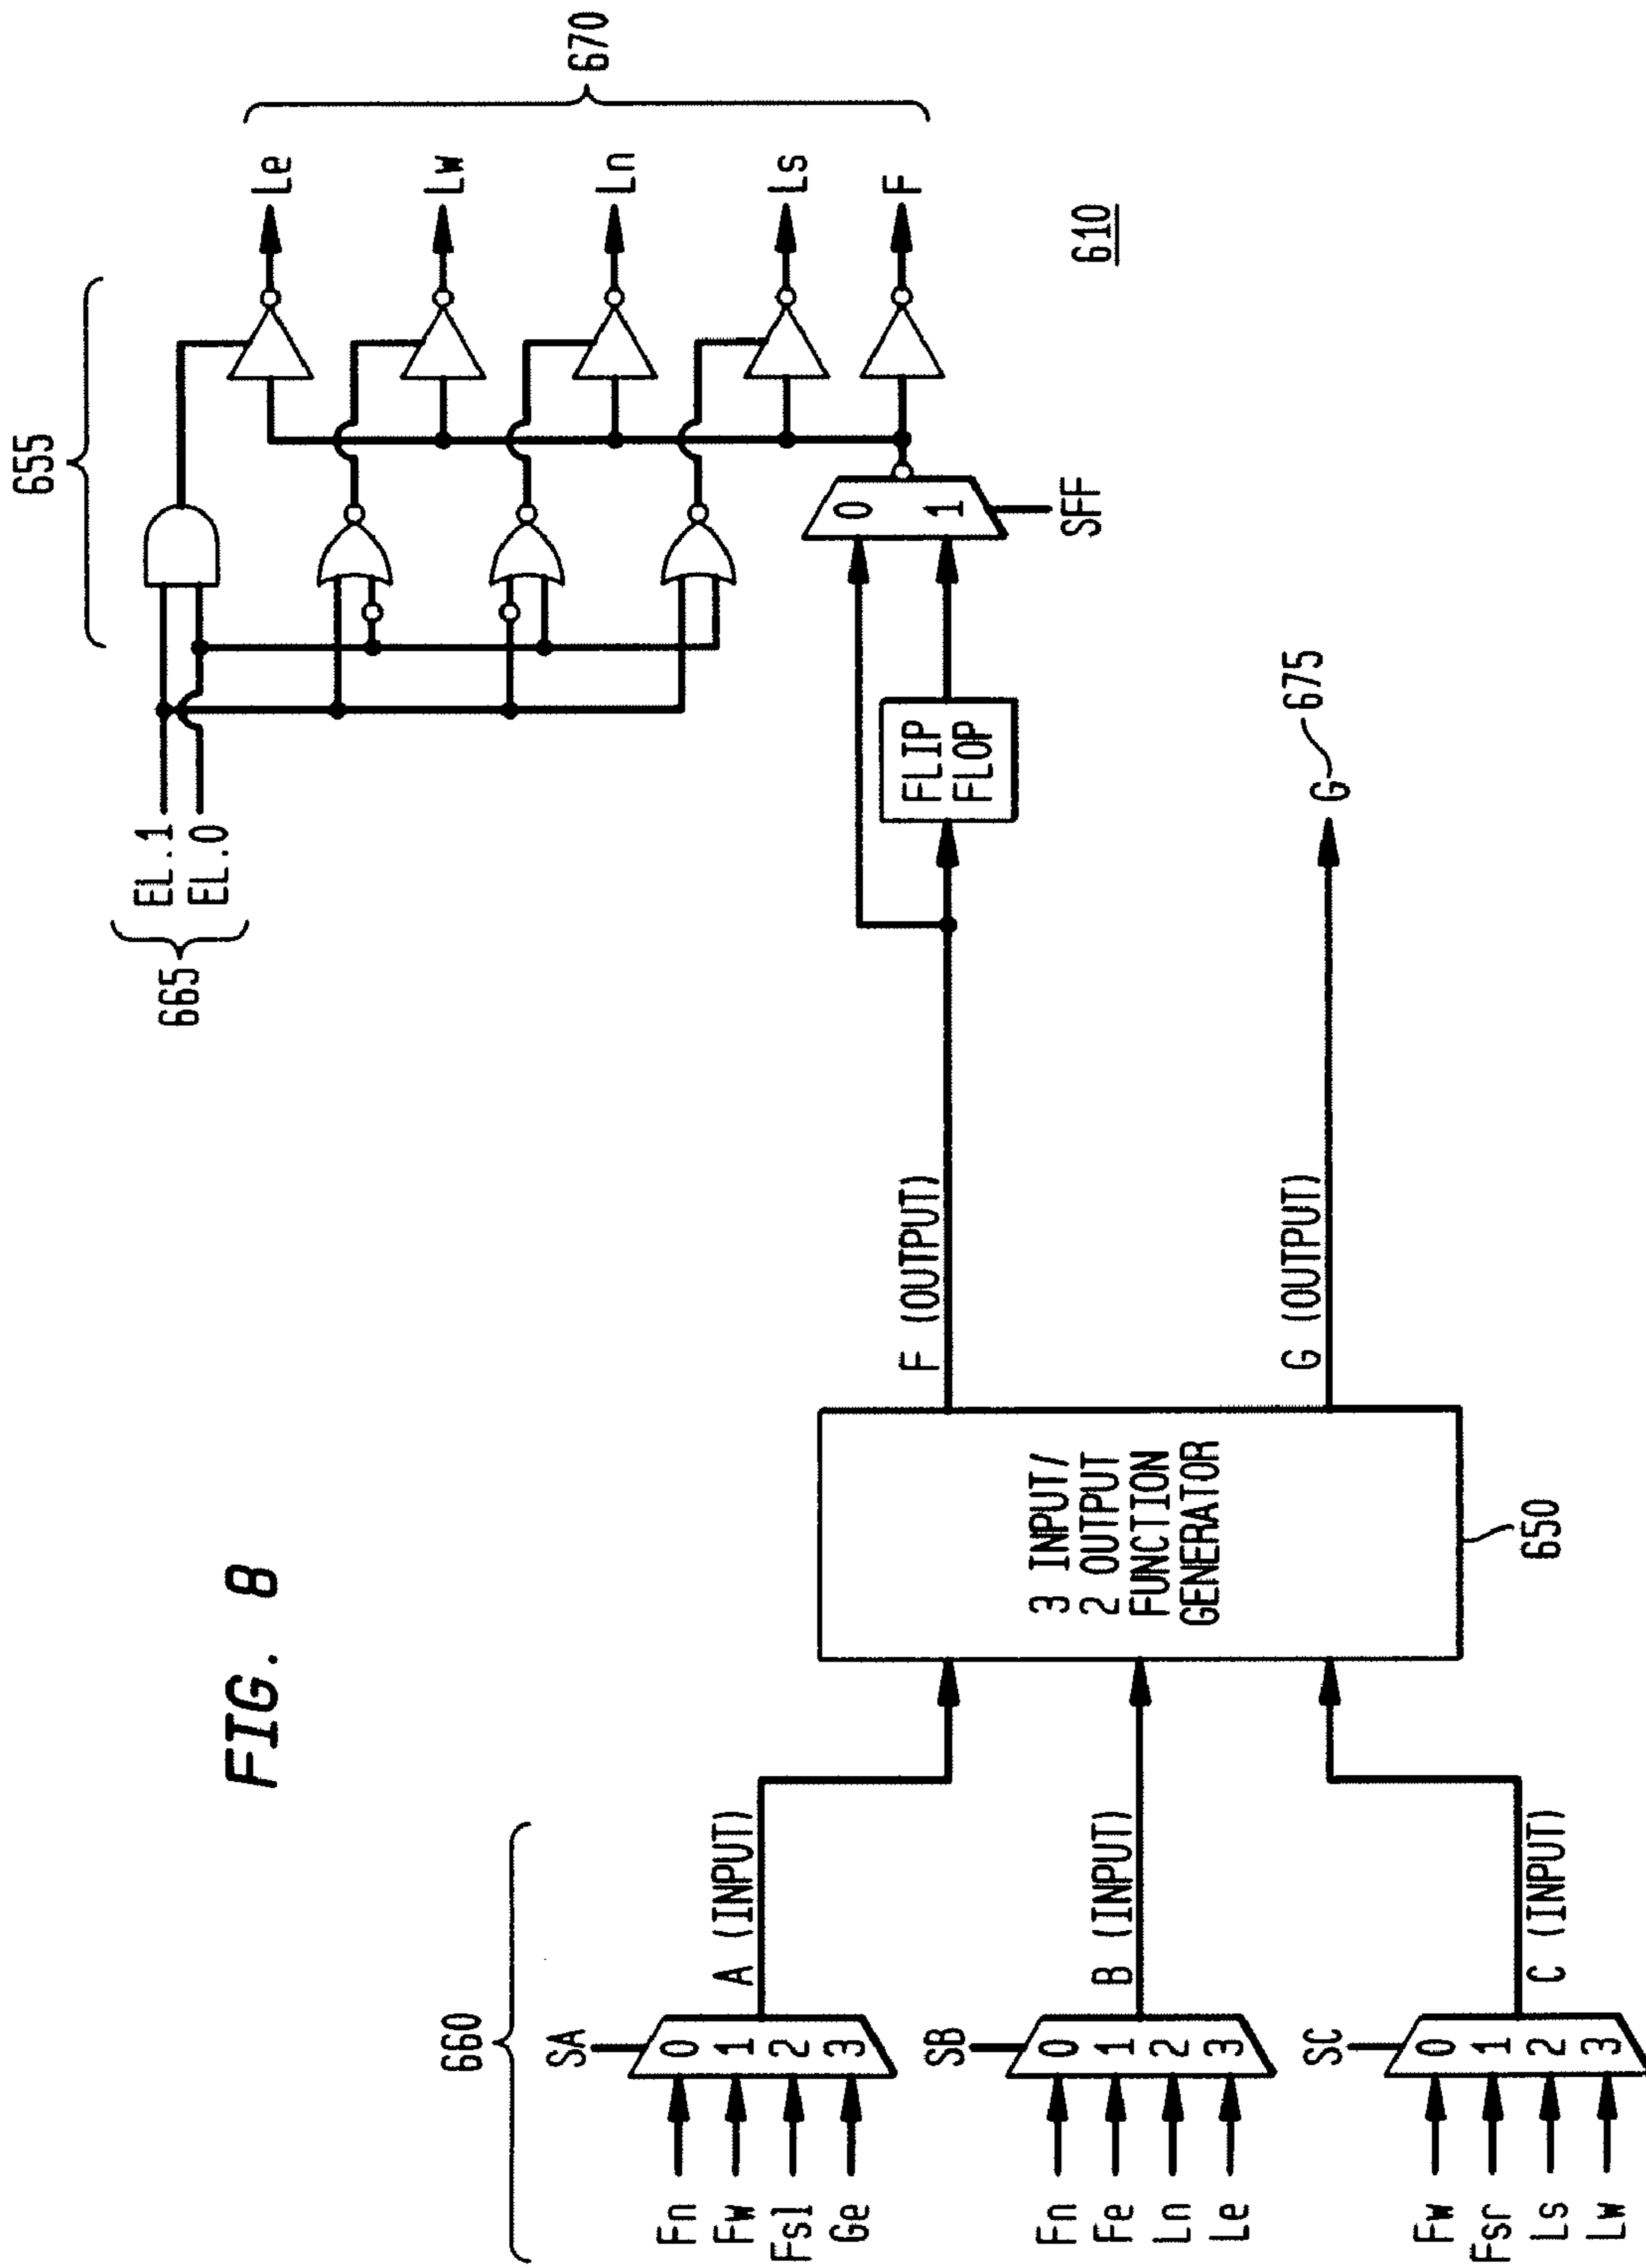 FIG. 8
660
SA
Fn
Fw
Fsl
Ge
0
1
2
3
A (INPUT)
SB
Fn
Fe
Ln
Le
0
1
2
3
B (INPUT)
SC
Fw
Fsr
Ls
Lw
0
1
2
3
C (INPUT)
3 INPUT/
2 OUTPUT
FUNCTION
GENERATOR
650
F (OUTPUT)
G (OUTPUT)
G
675
FLIP
FLOP
0
1
SFF
665
EL.1
EL.0
655
Le
Lw
Ln
Ls
F
670
610